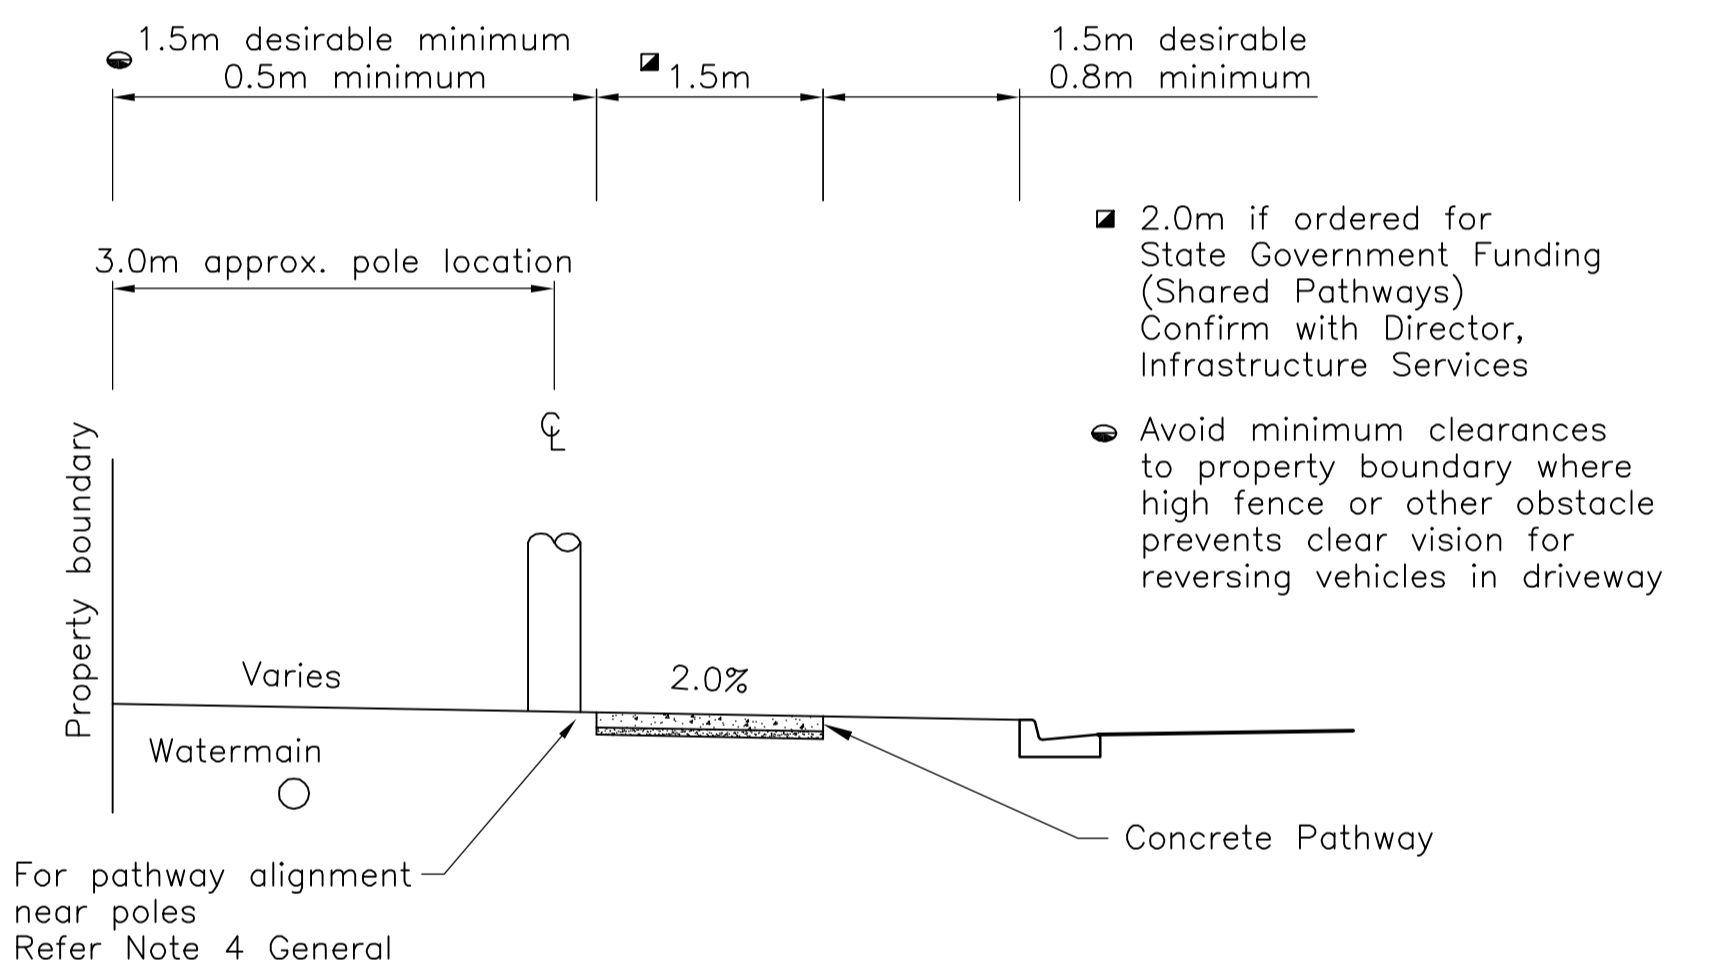 1.5m desirable minimum
0.5m minimum
1.5m
1.5m desirable
0.8m minimum
3.0m approx. pole location
2.0m if ordered for
State Government Funding
(Shared Pathways)
Confirm with Director,
Infrastructure Services
Avoid minimum clearances
to property boundary where
high fence or other obstacle
prevents clear vision for
reversing vehicles in driveway
℄
Property boundary
Varies
2.0%
Watermain
Concrete Pathway
For pathway alignment
near poles
Refer Note 4 General